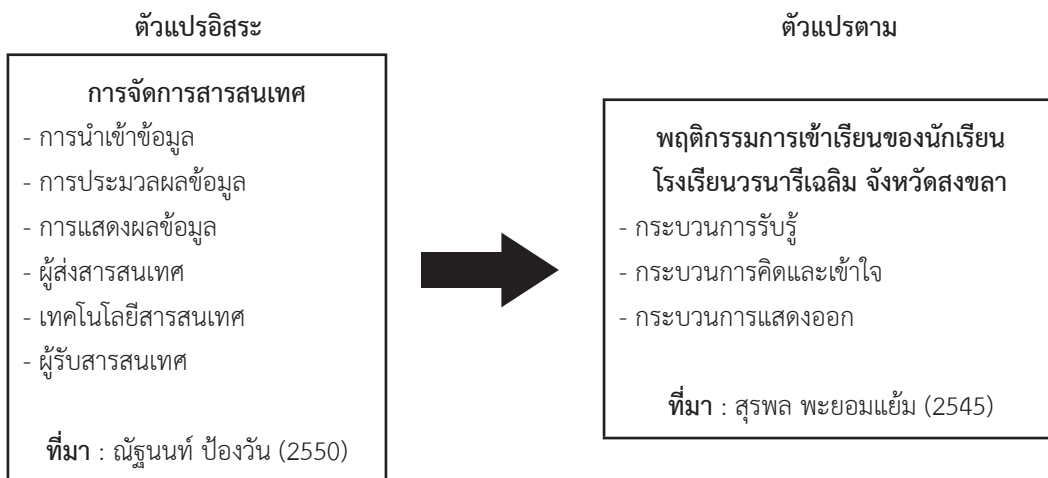 ตัวแปรอิสระ
การจัดการสารสนเทศ
- การนำเข้าข้อมูล
- การประมวลผลข้อมูล
- การแสดงผลข้อมูล
- ผู้ส่งสารสนเทศ
- เทคโนโลยีสารสนเทศ
- ผู้รับสารสนเทศ
ที่มา : ณัฐนนท์ ป้องวัน (2550)
ตัวแปรตาม
พฤติกรรมการเข้าเรียนของนักเรียน
โรงเรียนวรนารีเฉลิม จังหวัดสงขลา
- กระบวนการรับรู้
- กระบวนการคิดและเข้าใจ
- กระบวนการแสดงออก
ที่มา : สุรพล พะยอมแย้ม (2545)